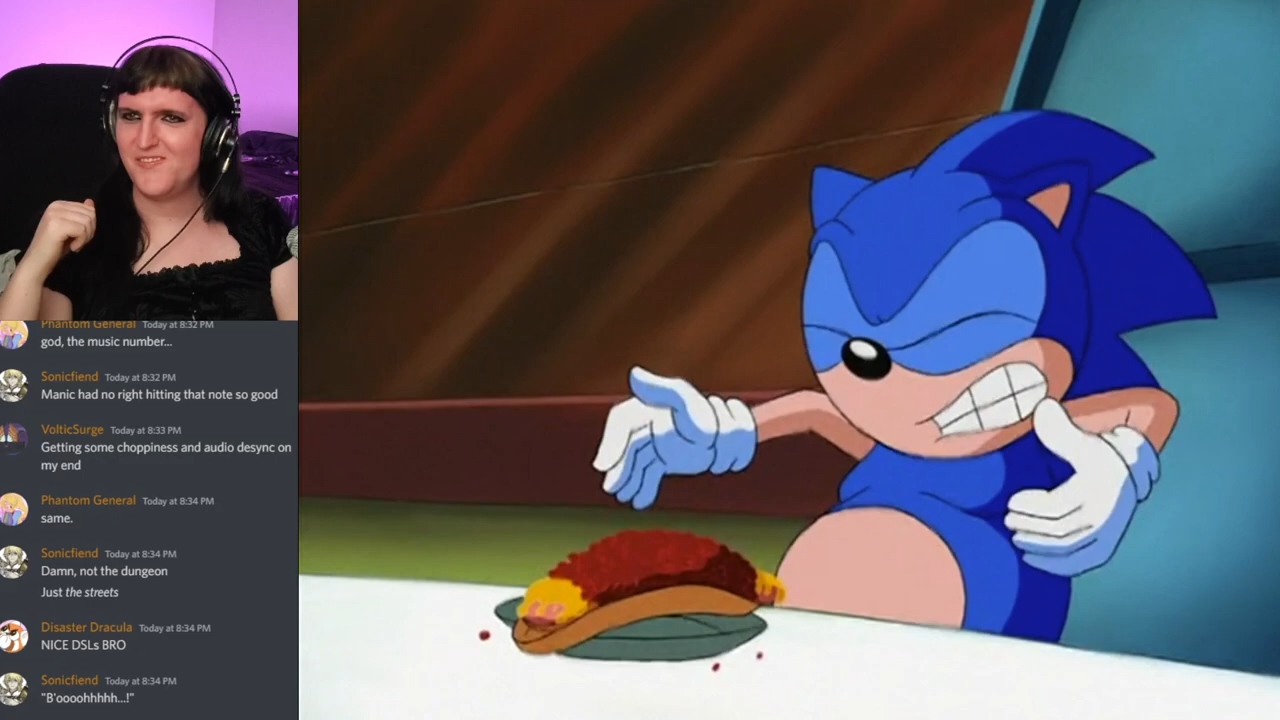 Phantom General Today at 8:32 PM
god, the music number...
Sonicfiend Today at 8:32 PM
Manic had no right hitting that note so good
VolticSurge Today at 8:33 PM
Getting some choppiness and audio desync on
my end
Phantom General Today at 8:34 PM
same.
Sonicfiend Today at 8:34 PM
Damn, not the dungeon
Just the streets
Disaster Dracula Today at 8:34 PM
NICE DSLs BRO
Sonicfiend Today at 8:34 PM
"B'oooohhhhh...!"